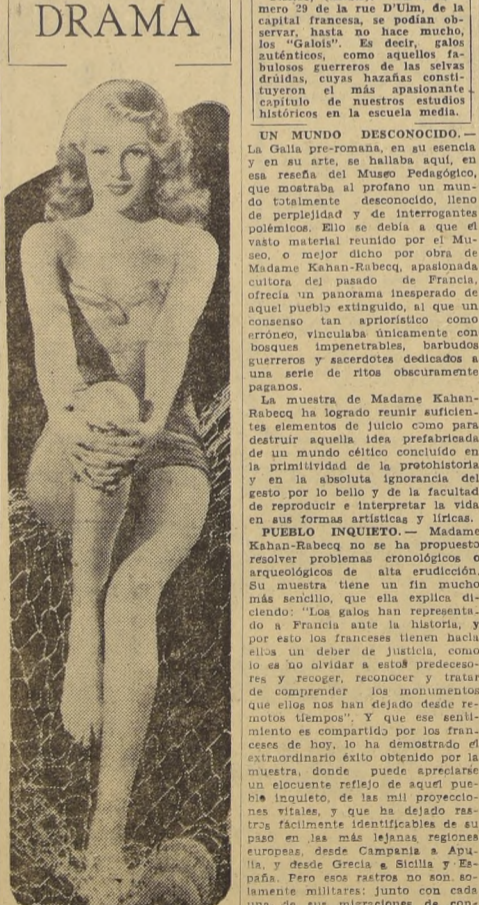 DRAMA
mero 29 de la rue D'Ulm, de la
capital francesa, se podían ob-
servar, hasta no hace mucho,
los "Galois". Es decir, galos
auténticos, como aquellos fa-
bulosos guerreros de las selvas
drúidas, cuyas hazañas consti-
tuyeron el más apasionante
capítulo de nuestros estudios
históricos en la escuela media.
UN MUNDO DESCONOCIDO.—
La Galia pre-romana, en su esencia
y en su arte, se hallaba aquí, en
esa reseña del Museo Pedagógico,
que mostraba al profano un mun-
do totalmente desconocido, lleno
de perplejidad y de interrogantes
polémicos. Ello se debía a que el
vasto material reunido por el Mu-
seo, o mejor dicho por obra de
Madame Kahan-Rabecq, apasionada
cultora del pasado de Francia,
ofrecía un panorama inesperado de
aquel pueblo extinguido, al que un
consenso tan apriorístico como
erróneo, vinculaba únicamente con
bosques impenetrables, barbudos
guerreros y sacerdotes dedicados a
una serie de ritos obscuramente
paganos.
La muestra de Madame Kahan-
Rabecq ha logrado reunir suficien-
tes elementos de juicio como para
destruir aquella idea prefabricada
de un mundo céltico concluído en
la primitividad de la protohistoria
y en la absoluta ignorancia del
gesto por lo bello y de la facultad
de reproducir e interpretar la vida
en sus formas artísticas y líricas.
PUEBLO INQUIETO.— Madame
Kahan-Rabecq no se ha propuesto
resolver problemas cronológicos o
arqueológicos de alta erudicción.
Su muestra tiene un fin mucho
más sencillo, que ella explica di-
ciendo: "Los galos han representa-
do a Francia ante la historia, y
por esto los franceses tienen hacia
ellos un deber de justicia, como
lo es no olvidar a estos predeceso-
res y recoger, reconocer y tratar
de comprender los monumentos
que ellos nos han dejado desde re-
motos tiempos". Y que ese senti-
miento es compartido por los fran-
ceses de hoy, lo ha demostrado el
extraordinario éxito obtenido por la
muestra, donde puede apreciarse
un elocuente reflejo de aquel pue-
blo inquieto, de las mil proyeccio-
nes vitales, y que ha dejado ras-
tros fácilmente identificables de su
paso en las más lejanas regiones
europeas, desde Campania a Apu-
lia, y desde Grecia a Sicilia y Es-
paña. Pero esos rastros no son so-
lamente militares: junto con cada
una de sus migraciones de con-